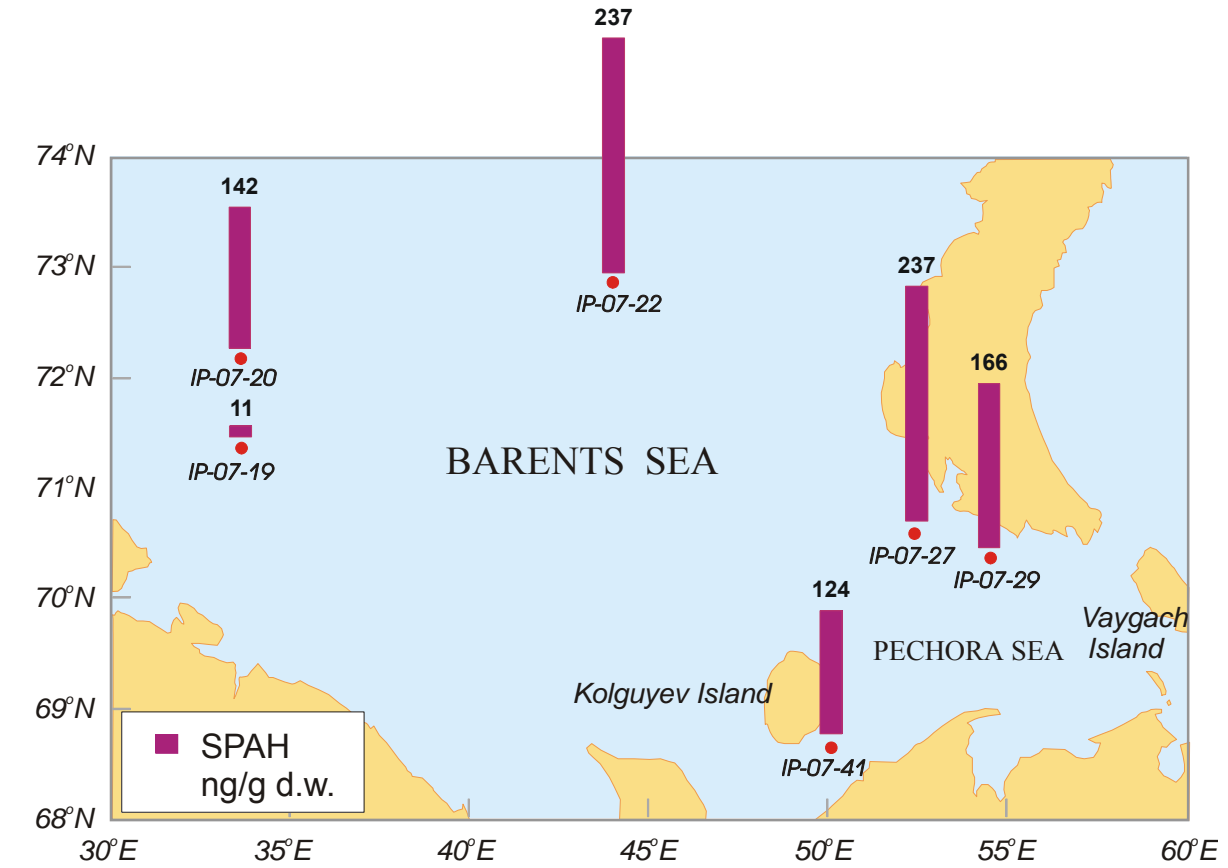 237
74°N
142
73°N
237
IP-07-22
166
72°N
IP-07-20
11
BARENTS SEA
IP-07-19
71°N
IP-07-27
IP-07-29
124
70°N
Vaygach
Island
PECHORA SEA
Kolguyev Island
69°N
SPAH
ng/g d.w.
IP-07-41
68°N
30°E 35°E 40°E 45°E 50°E 55°E 60°E